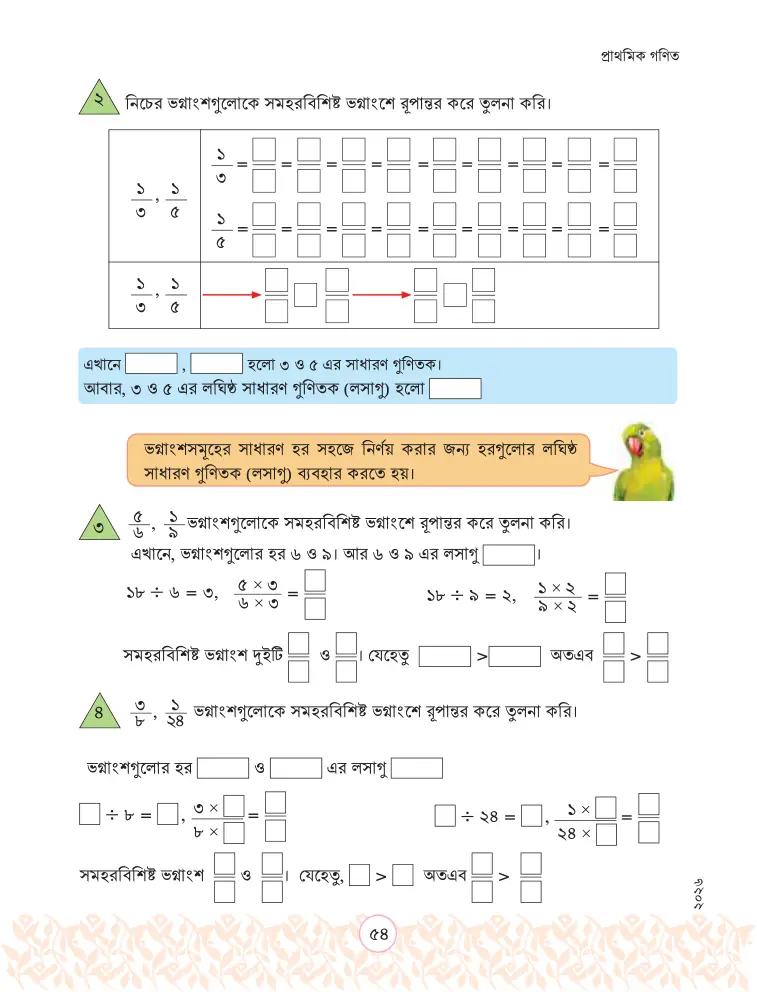 প্রাথমিক গণিত
২ নিচের ভগ্নাংশগুলোকে সমহরবিশিষ্ট ভগ্নাংশে রূপান্তর করে তুলনা করি।
১/৩, ১/৫
১/৩ = □/□ = □/□ = □/□ = □/□ = □/□ = □/□ = □/□ = □/□ = □/□
১/৫ = □/□ = □/□ = □/□ = □/□ = □/□ = □/□ = □/□ = □/□ = □/□
১/৩, ১/৫ → □/□ □ □/□ → □/□ □ □/□
এখানে □ , □ হলো ৩ ও ৫ এর সাধারণ গুণিতক।
আবার, ৩ ও ৫ এর লঘিষ্ঠ সাধারণ গুণিতক (লসাগু) হলো □
ভগ্নাংশসমূহের সাধারণ হর সহজে নির্ণয় করার জন্য হরগুলোর লঘিষ্ঠ
সাধারণ গুণিতক (লসাগু) ব্যবহার করতে হয়।
৩ ৫/৬, ১/৯ ভগ্নাংশগুলোকে সমহরবিশিষ্ট ভগ্নাংশে রূপান্তর করে তুলনা করি।
এখানে, ভগ্নাংশগুলোর হর ৬ ও ৯। আর ৬ ও ৯ এর লসাগু □ ।
১৮ ÷ ৬ = ৩, ৫ × ৩/৬ × ৩ = □/□ ১৮ ÷ ৯ = ২, ১ × ২/৯ × ২ = □/□
সমহরবিশিষ্ট ভগ্নাংশ দুইটি □/□ ও □/□। যেহেতু □ > □ অতএব □/□ > □/□
৪ ৩/৮, ১/২৪ ভগ্নাংশগুলোকে সমহরবিশিষ্ট ভগ্নাংশে রূপান্তর করে তুলনা করি।
ভগ্নাংশগুলোর হর □ ও □ এর লসাগু □
□ ÷ ৮ = □, ৩ × □/৮ × □ = □/□ □ ÷ ২৪ = □, ১ × □/২৪ × □ = □/□
সমহরবিশিষ্ট ভগ্নাংশ □/□ ও □/□। যেহেতু, □ > □ অতএব □/□ > □/□
২০২৬
৫৪